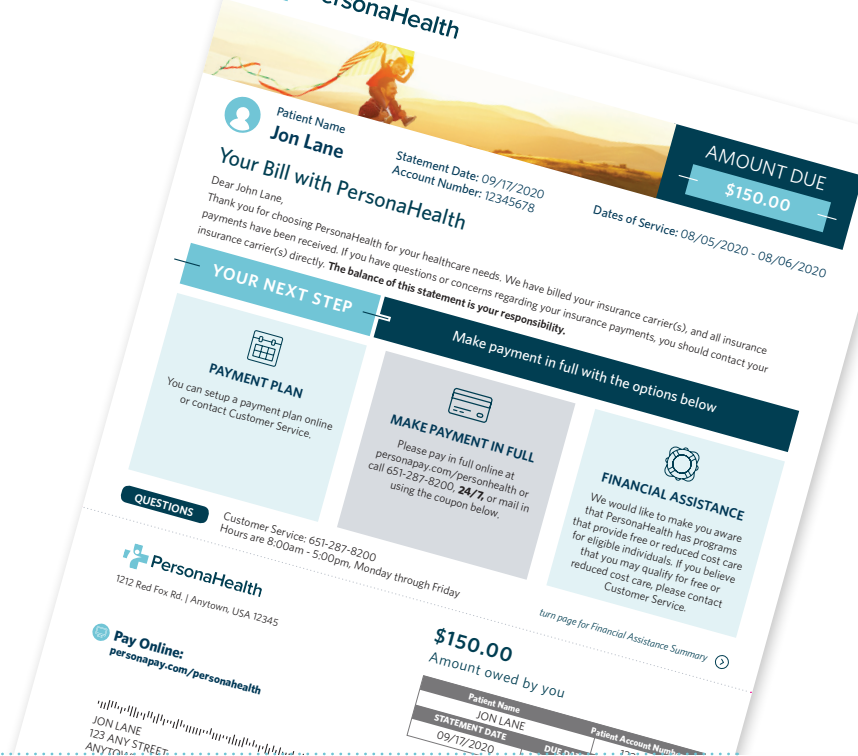 PersonaHealth
Patient Name
Jon Lane
Statement Date: 09/17/2020
Account Number: 12345678
AMOUNT DUE
$150.00
Dates of Service: 08/05/2020 - 08/06/2020
Your Bill with PersonaHealth
Dear John Lane,
Thank you for choosing PersonaHealth for your healthcare needs. We have billed your insurance carrier(s), and all insurance
payments have been received. If you have questions or concerns regarding your insurance payments, you should contact your
insurance carrier(s) directly. The balance of this statement is your responsibility.
YOUR NEXT STEP
Make payment in full with the options below
PAYMENT PLAN
You can setup a payment plan online
or contact Customer Service.
MAKE PAYMENT IN FULL
Please pay in full online at
personapay.com/personhealth or
call 651-287-8200, 24/7, or mail in
using the coupon below.
FINANCIAL ASSISTANCE
We would like to make you aware
that PersonaHealth has programs
that provide free or reduced cost care
for eligible individuals. If you believe
that you may qualify for free or
reduced cost care, please contact
Customer Service.
QUESTIONS
Customer Service: 651-287-8200
Hours are 8:00am - 5:00pm, Monday through Friday
turn page for Financial Assistance Summary
PersonaHealth
1212 Red Fox Rd. | Anytown, USA 12345
Pay Online:
personapay.com/personahealth
$150.00
Amount owed by you
Patient Name
JON LANE
Patient Account Number
STATEMENT DATE
09/17/2020
DUE
JON LANE
123 ANY STREET